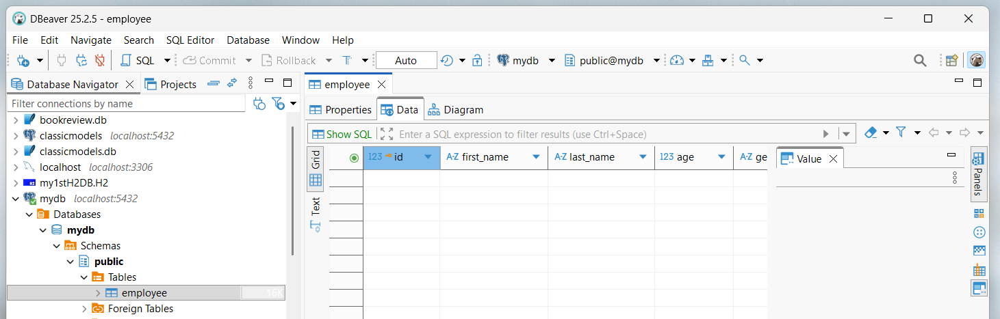 DBeaver 25.2.5 - employee
File Edit Navigate Search SQL Editor Database Window Help
SQL Commit Rollback T Auto mydb public@mydb
Database Navigator Projects
Filter connections by name
bookreview.db
classicmodels localhost:5432
classicmodels.db
localhost localhost:3306
my1stH2DB.H2
mydb localhost:5432
Databases
mydb
Schemas
public
Tables
employee 16K
Foreign Tables
employee
Properties Data Diagram
Show SQL Enter a SQL expression to filter results (use Ctrl+Space)
Grid
Text
123 id A-Z first_name A-Z last_name 123 age A-Z ge
Value
Panels